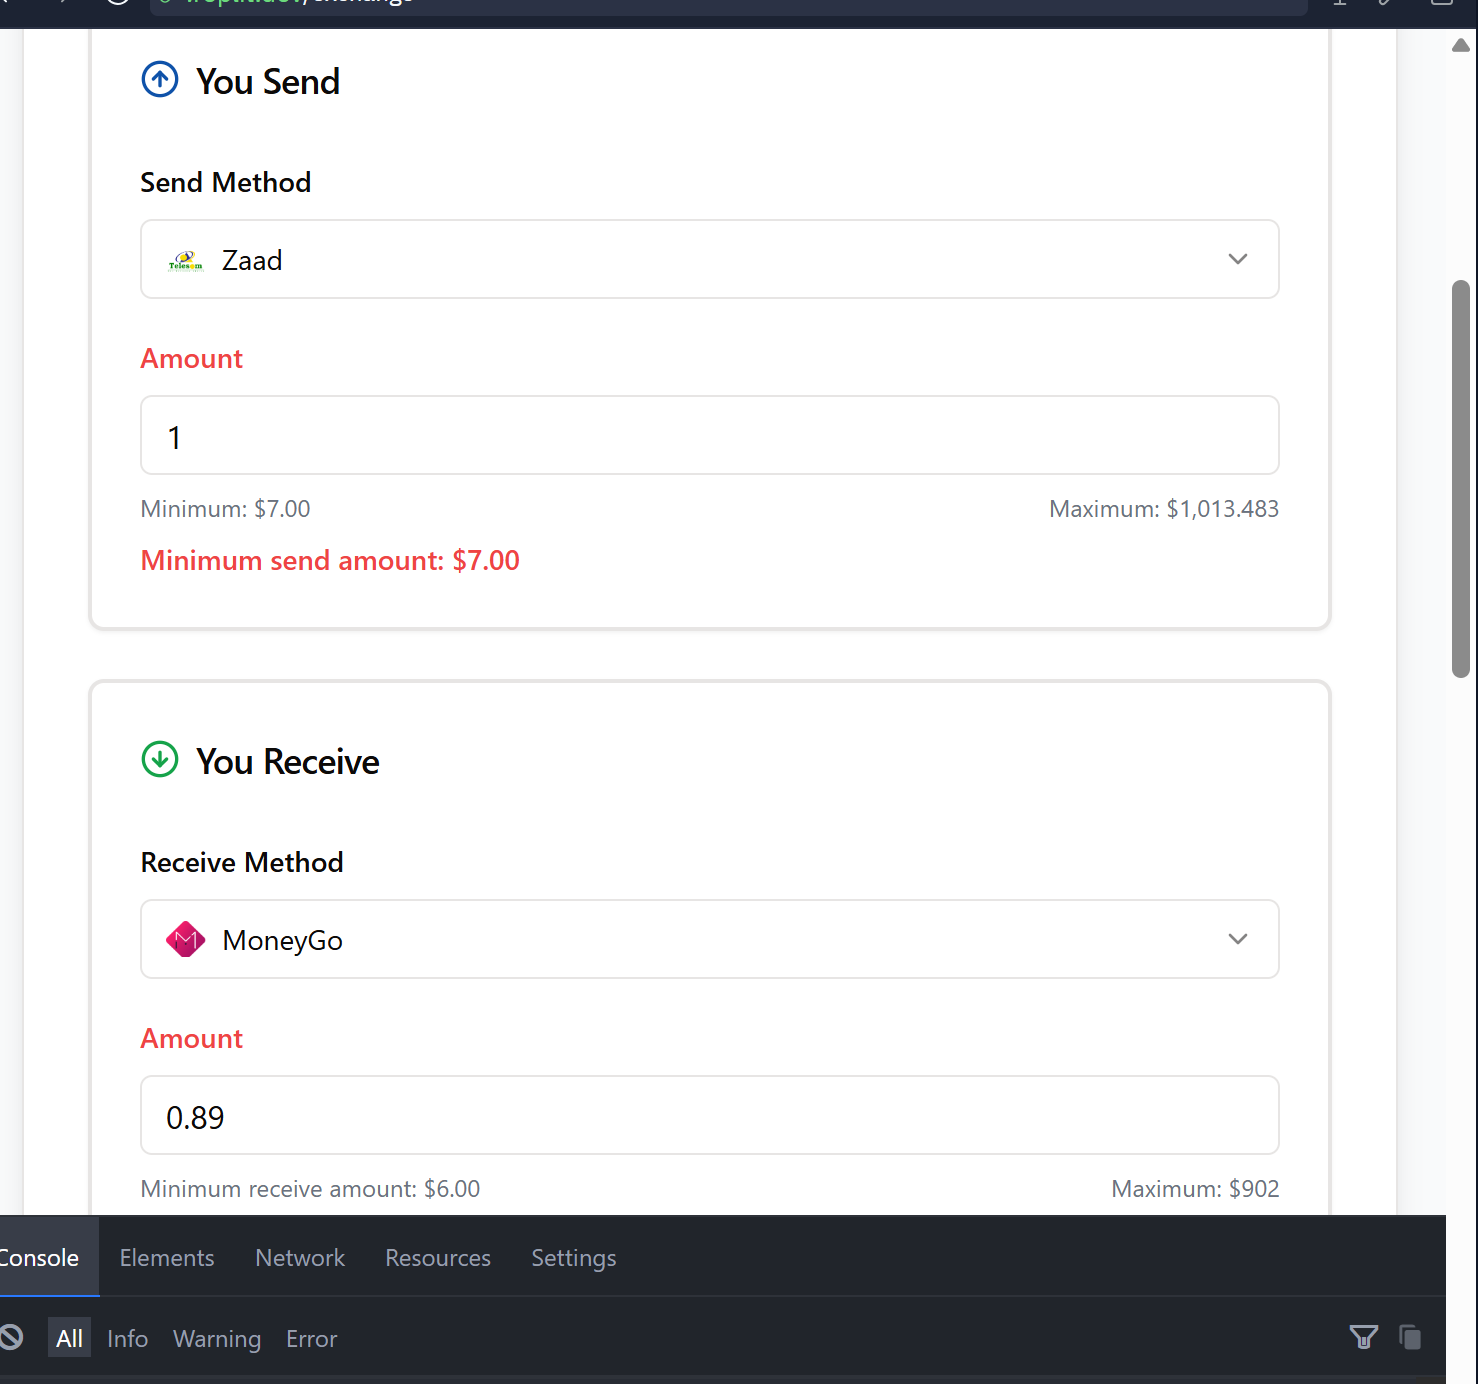 You Send
Send Method
Telesom
Zaad
Amount
1
Minimum: $7.00
Maximum: $1,013.483
Minimum send amount: $7.00
You Receive
Receive Method
MoneyGo
Amount
0.89
Minimum receive amount: $6.00
Maximum: $902
Console Elements Network Resources Settings
All Info Warning Error